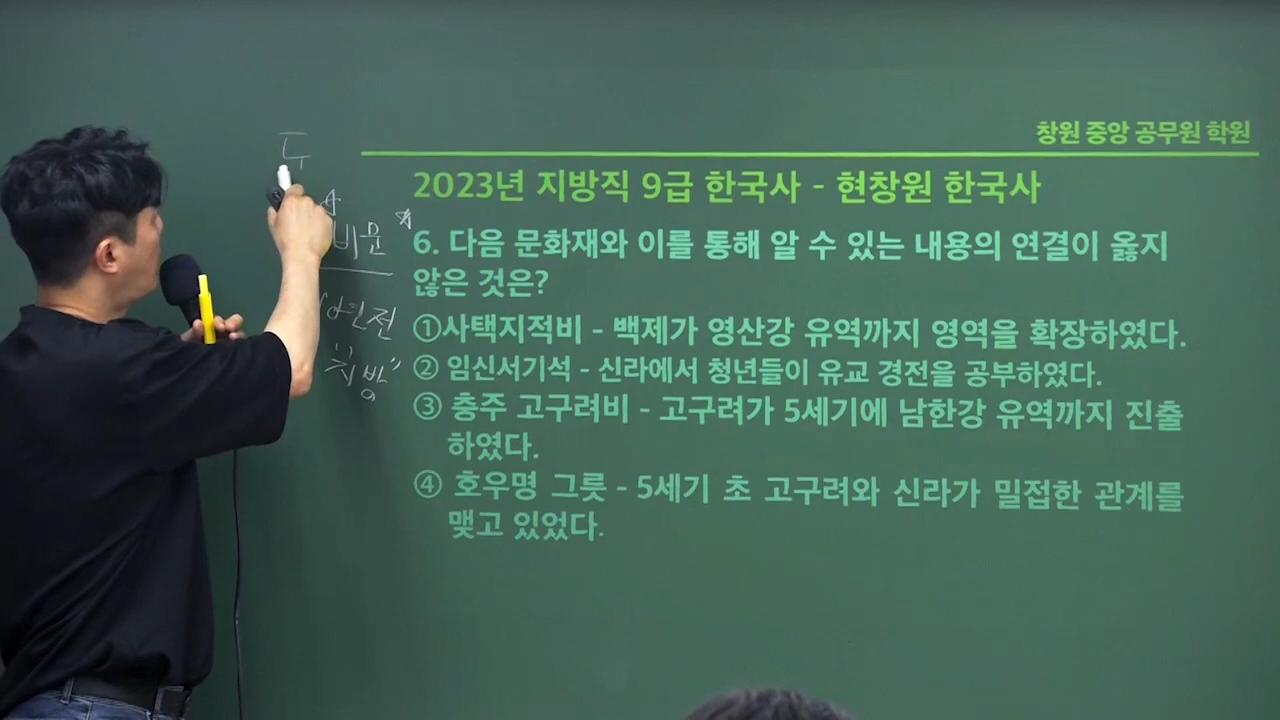 창원 중앙 공무원 학원
2023년 지방직 9급 한국사 - 현창원 한국사
6. 다음 문화재와 이를 통해 알 수 있는 내용의 연결이 옳지
않은 것은?
①사택지적비 - 백제가 영산강 유역까지 영역을 확장하였다.
② 임신서기석 - 신라에서 청년들이 유교 경전을 공부하였다.
③ 충주 고구려비 - 고구려가 5세기에 남한강 유역까지 진출
하였다.
④ 호우명 그릇 - 5세기 초 고구려와 신라가 밀접한 관계를
맺고 있었다.
비문